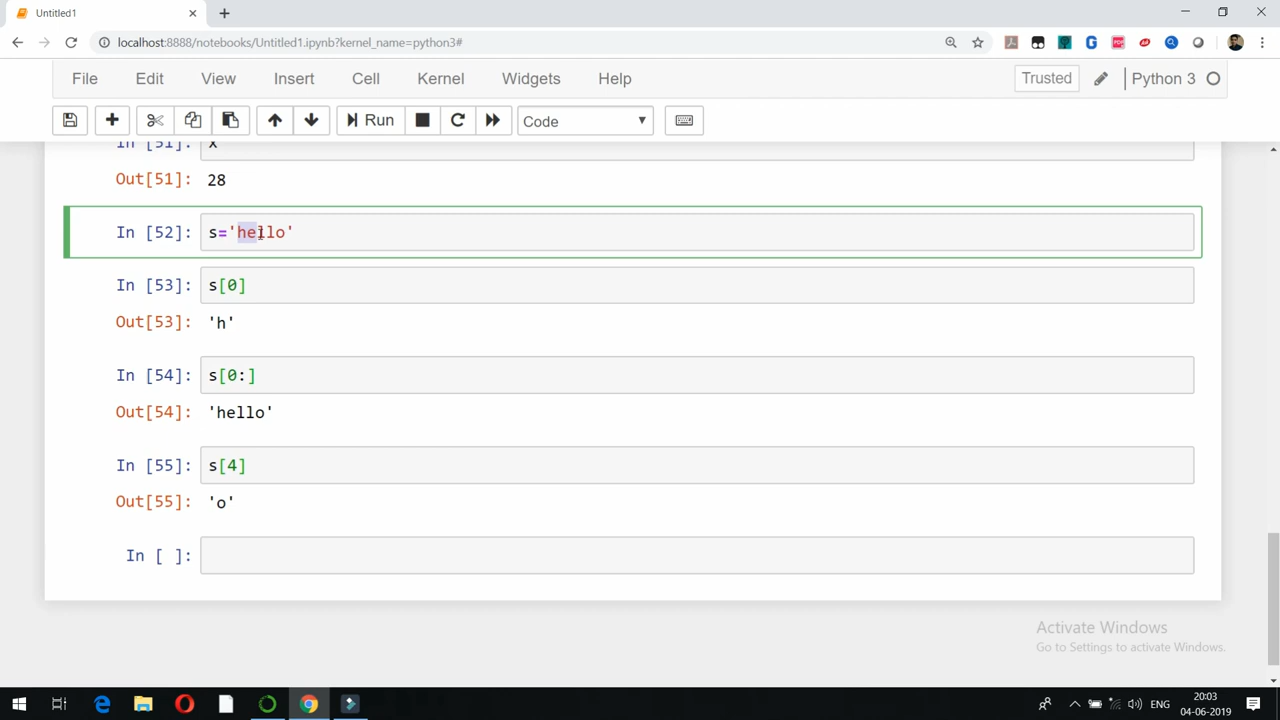 Untitled1
localhost:8888/notebooks/Untitled1.ipynb?kernel_name=python3#
File Edit View Insert Cell Kernel Widgets Help Trusted Python 3
Run Code
In [51]: x
Out[51]: 28
In [52]: s='hello'
In [53]: s[0]
Out[53]: 'h'
In [54]: s[0:]
Out[54]: 'hello'
In [55]: s[4]
Out[55]: 'o'
In [ ]:
Activate Windows
Go to Settings to activate Windows.
ENG
20:03
04-06-2019